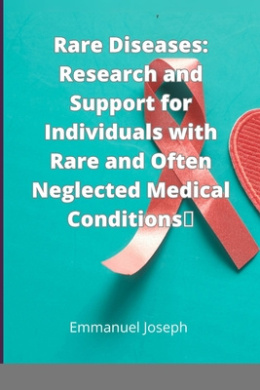 Rare Diseases:
Research and
Support for
Individuals with
Rare and Often
Neglected Medical
Conditions
Emmanuel Joseph